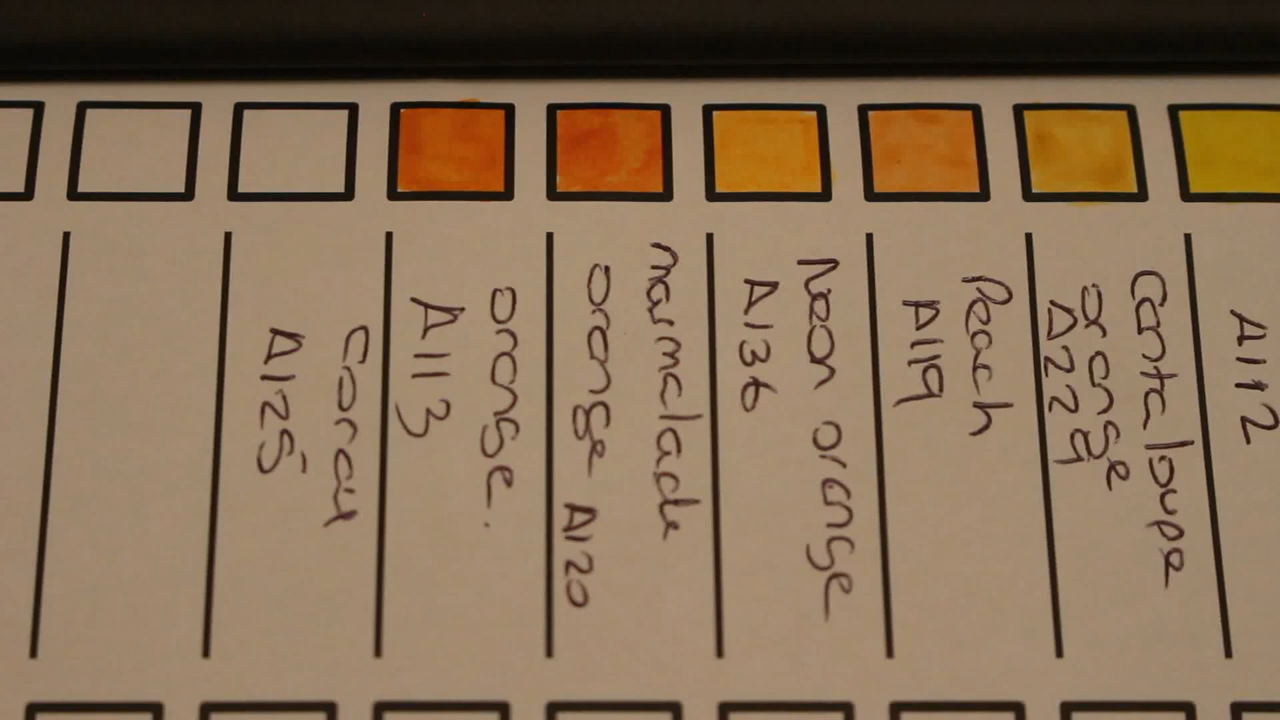 A112
Cantaloupe
orange
A229
Peach
A119
Neon orange
A136
marmalade
orange A120
orange.
A113
Coral
A125